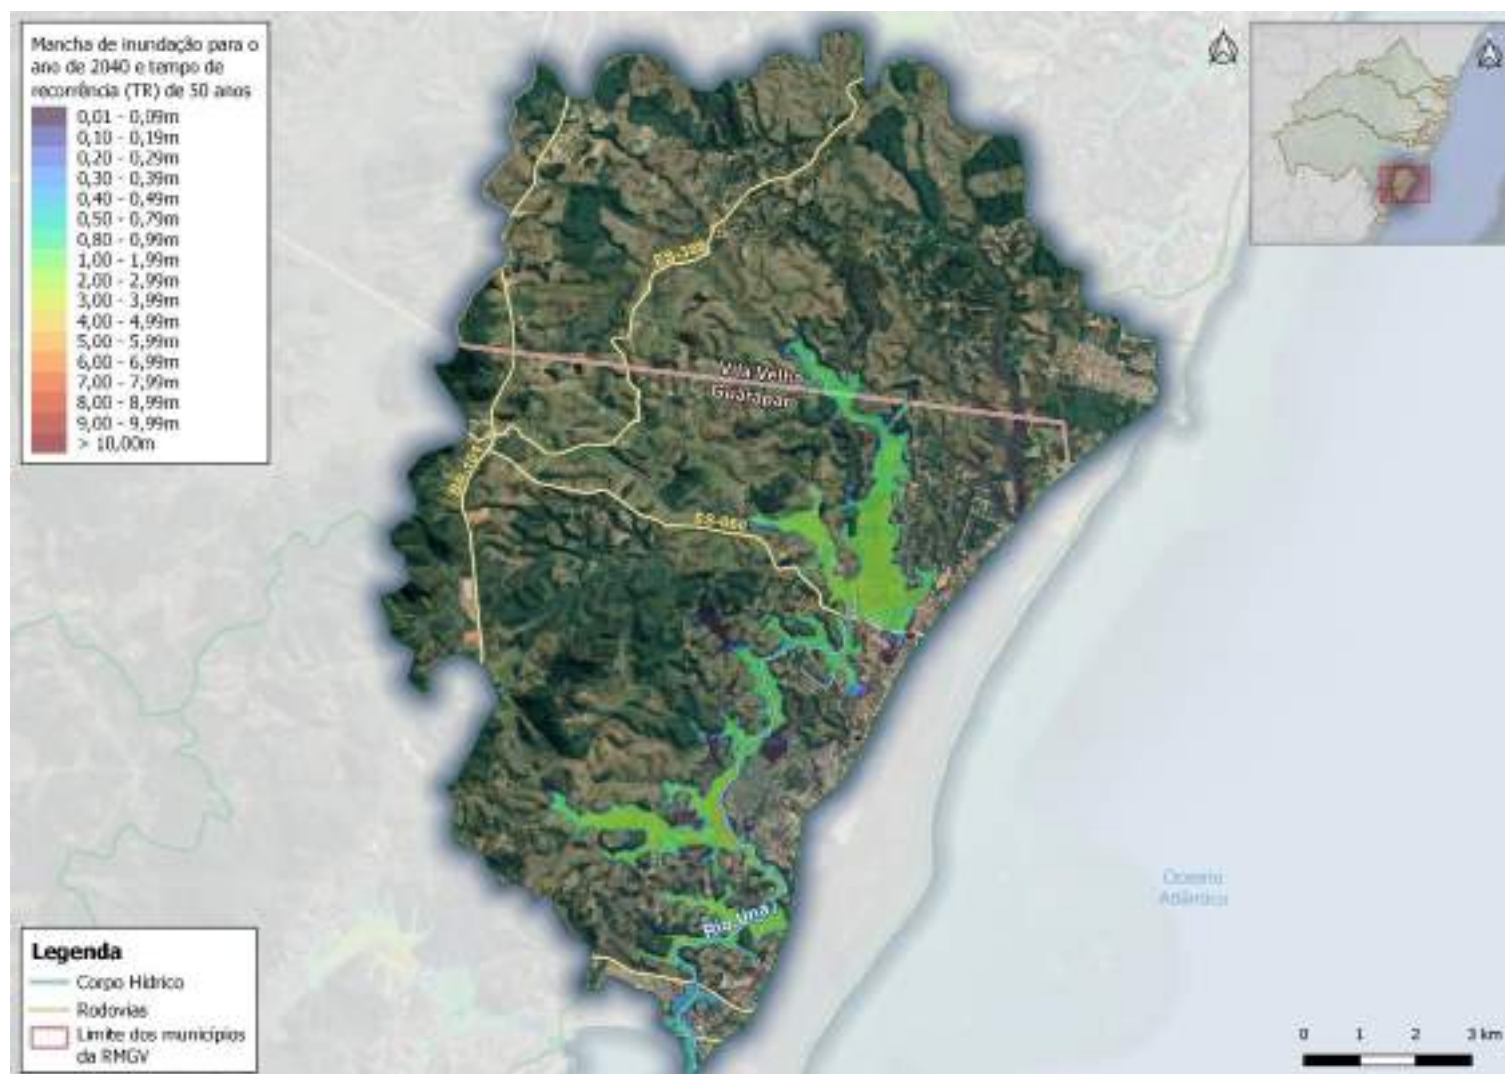 Mancha de inundação para o
ano de 2040 e tempo de
recorrência (TR) de 50 anos
0,01 - 0,09m
0,10 - 0,19m
0,20 - 0,29m
0,30 - 0,39m
0,40 - 0,49m
0,50 - 0,79m
0,80 - 0,99m
1,00 - 1,99m
2,00 - 2,99m
3,00 - 3,99m
4,00 - 4,99m
5,00 - 5,99m
6,00 - 6,99m
7,00 - 7,99m
8,00 - 8,99m
9,00 - 9,99m
> 10,00m
Vila Velha
Guarapari
ES-060
Oceano
Atlântico
Rio Una
Legenda
Corpo Hídrico
Rodovias
Limite dos municípios
da RMGV
0 1 2 3 km